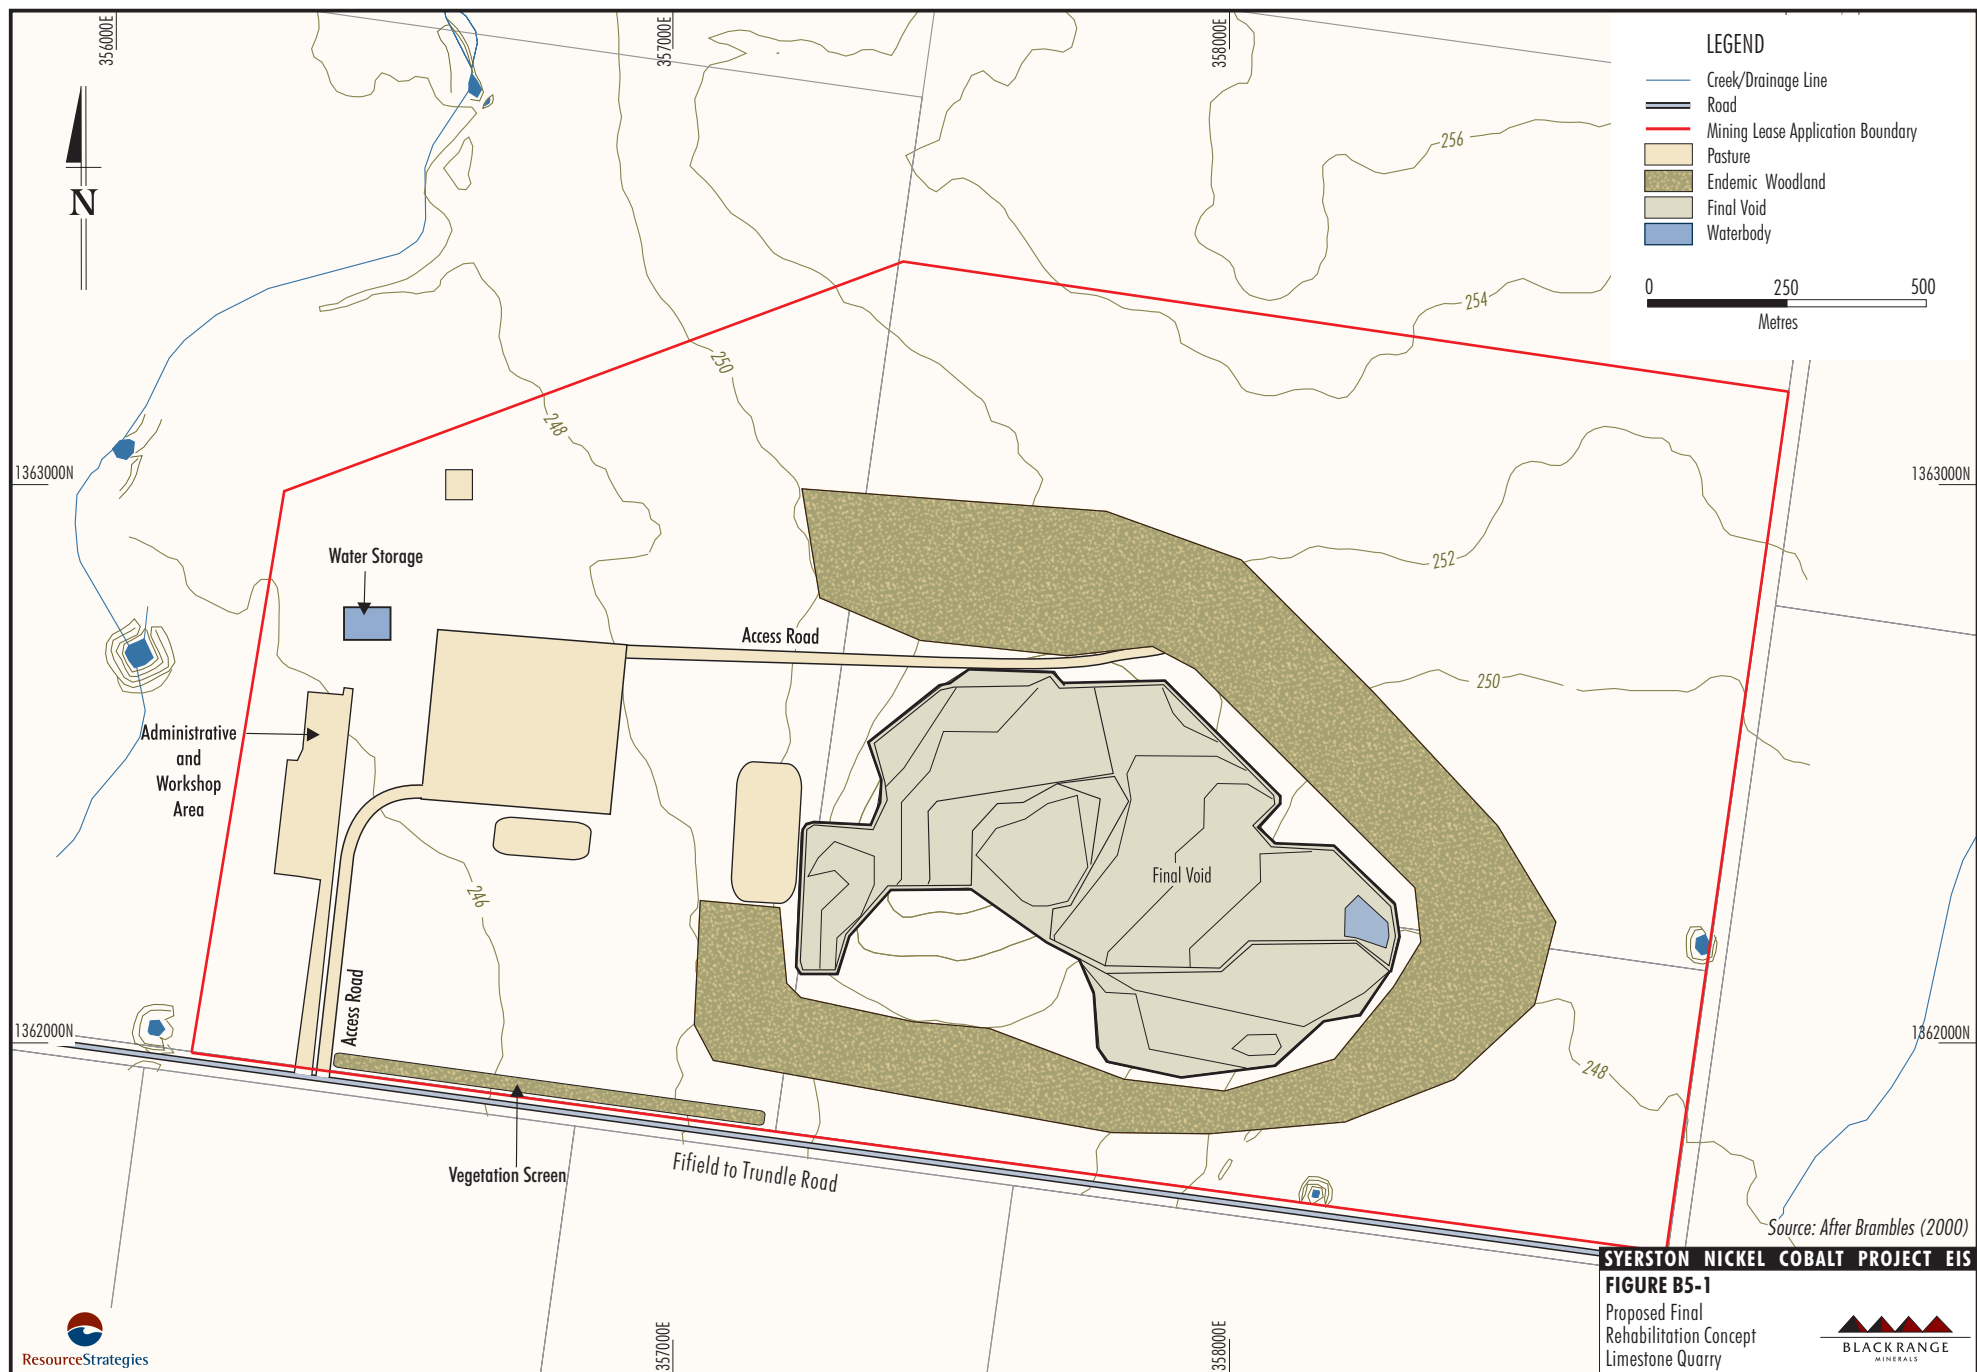 356000E
357000E
358000E
LEGEND
Creek/Drainage Line
Road
Mining Lease Application Boundary
Pasture
Endemic Woodland
Final Void
Waterbody
0 250 500
Metres
N
256
254
250
248
1363000N
1363000N
252
Water Storage
Access Road
250
Administrative
and
Workshop
Area
Final Void
246
Access Road
1362000N
1362000N
248
Vegetation Screen
Fifield to Trundle Road
Source: After Brambles (2000)
SYERSTON NICKEL COBALT PROJECT EIS
FIGURE B5-1
Proposed Final
Rehabilitation Concept
Limestone Quarry
BLACK RANGE
MINERALS
ResourceStrategies
357000E
358000E